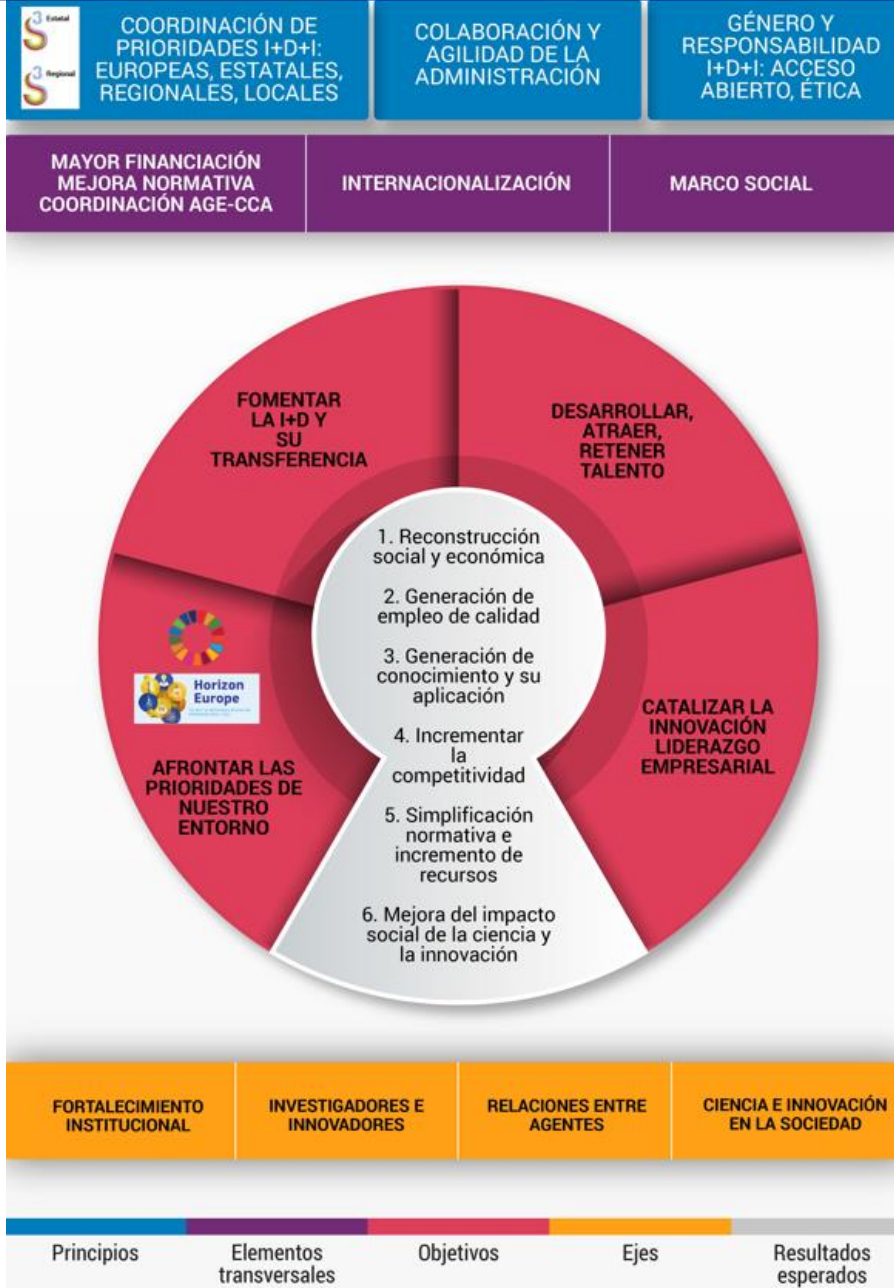 3 Estatal
S
3 Regional
S
COORDINACIÓN DE
PRIORIDADES I+D+I:
EUROPEAS, ESTATALES,
REGIONALES, LOCALES
COLABORACIÓN Y
AGILIDAD DE LA
ADMINISTRACIÓN
GÉNERO Y
RESPONSABILIDAD
I+D+I: ACCESO
ABIERTO, ÉTICA
MAYOR FINANCIACIÓN
MEJORA NORMATIVA
COORDINACIÓN AGE-CCA
INTERNACIONALIZACIÓN
MARCO SOCIAL
FOMENTAR
LA I+D Y
SU
TRANSFERENCIA
DESARROLLAR,
ATRAER,
RETENER
TALENTO
Horizon
Europe
AFRONTAR LAS
PRIORIDADES DE
NUESTRO
ENTORNO
CATALIZAR LA
INNOVACIÓN
LIDERAZGO
EMPRESARIAL
1. Reconstrucción
social y económica
2. Generación de
empleo de calidad
3. Generación de
conocimiento y su
aplicación
4. Incrementar
la
competitividad
5. Simplificación
normativa e
incremento de
recursos
6. Mejora del impacto
social de la ciencia y
la innovación
FORTALECIMIENTO
INSTITUCIONAL
INVESTIGADORES E
INNOVADORES
RELACIONES ENTRE
AGENTES
CIENCIA E INNOVACIÓN
EN LA SOCIEDAD
Principios
Elementos
transversales
Objetivos
Ejes
Resultados
esperados